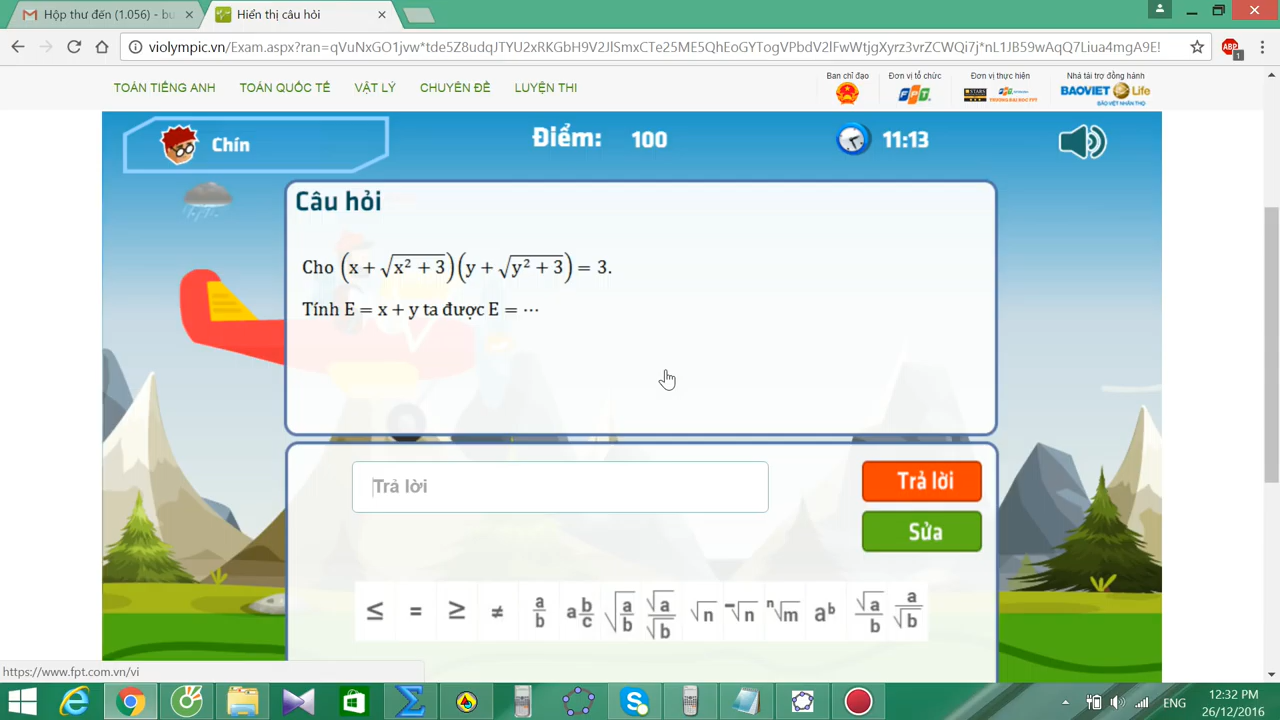 Hộp thư đến (1.056) - bu
Hiển thị câu hỏi
violympic.vn/Exam.aspx?ran=qVuNxGO1jvw*tde5Z8udqJTYU2xRKGbH9V2JlSmxCTe25ME5QhEoGYTogVPbdV2lFwWtjgXyrz3vrZCWQi7j*nL1JB59wAqQ7Liua4mgA9E!
ABP
1
TOÁN TIẾNG ANH TOÁN QUỐC TẾ VẬT LÝ CHUYÊN ĐỀ LUYỆN THI
Ban chỉ đạo Đơn vị tổ chức Đơn vị thực hiện Nhà tài trợ đồng hành
FPT BAOVIET Life
Chín Điểm: 100 11:13
Câu hỏi
Cho (x + √(x² + 3))(y + √(y² + 3)) = 3.
Tính E = x + y ta được E = ⋯
Trả lời
Trả lời
Sửa
≤ = ≥ ≠ a/b a b/c √(a/b) √a/√b √n -√n ⁿ√m aᵇ √a/b a/√b
https://www.fpt.com.vn/vi
ENG
12:32 PM
26/12/2016